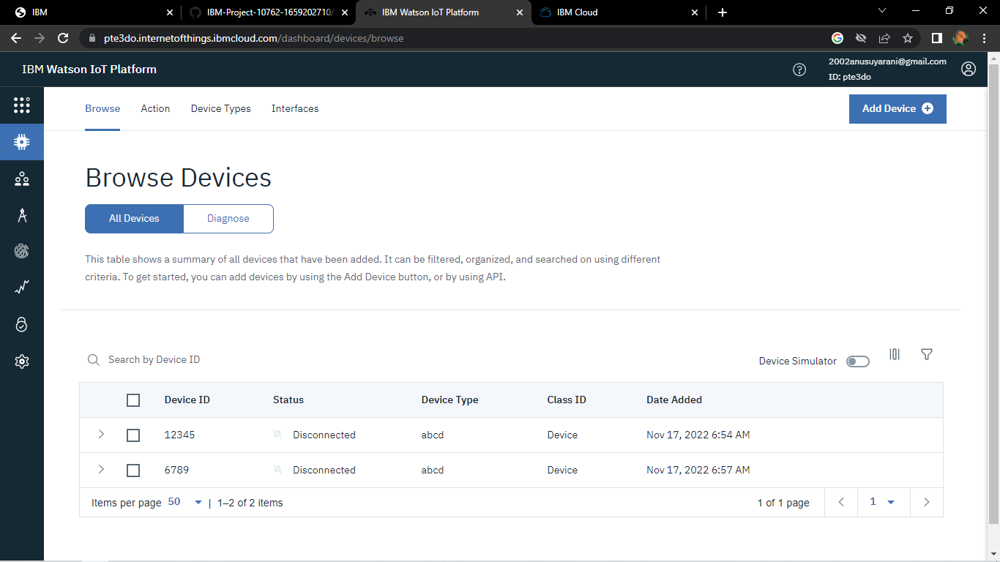 IBM
IBM-Project-10762-1659202710/
IBM Watson IoT Platform
IBM Cloud
pte3do.internetofthings.ibmcloud.com/dashboard/devices/browse
IBM Watson IoT Platform
2002anusuyarani@gmail.com
ID: pte3do
Browse
Action
Device Types
Interfaces
Add Device
Browse Devices
All Devices
Diagnose
This table shows a summary of all devices that have been added. It can be filtered, organized, and searched on using different
criteria. To get started, you can add devices by using the Add Device button, or by using API.
Search by Device ID
Device Simulator
Device ID Status Device Type Class ID Date Added
12345 Disconnected abcd Device Nov 17, 2022 6:54 AM
6789 Disconnected abcd Device Nov 17, 2022 6:57 AM
Items per page 50 | 1–2 of 2 items 1 of 1 page 1